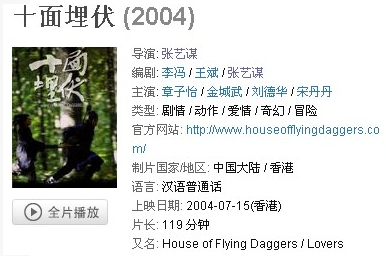 十面埋伏 (2004)
十面
埋伏
导演: 张艺谋
编剧: 李冯 / 王斌 / 张艺谋
主演: 章子怡 / 金城武 / 刘德华 / 宋丹丹
类型: 剧情 / 动作 / 爱情 / 奇幻 / 冒险
官方网站: http://www.houseofflyingdaggers.co
m/
制片国家/地区: 中国大陆 / 香港
语言: 汉语普通话
上映日期: 2004-07-15(香港)
片长: 119 分钟
又名: House of Flying Daggers / Lovers
全片播放